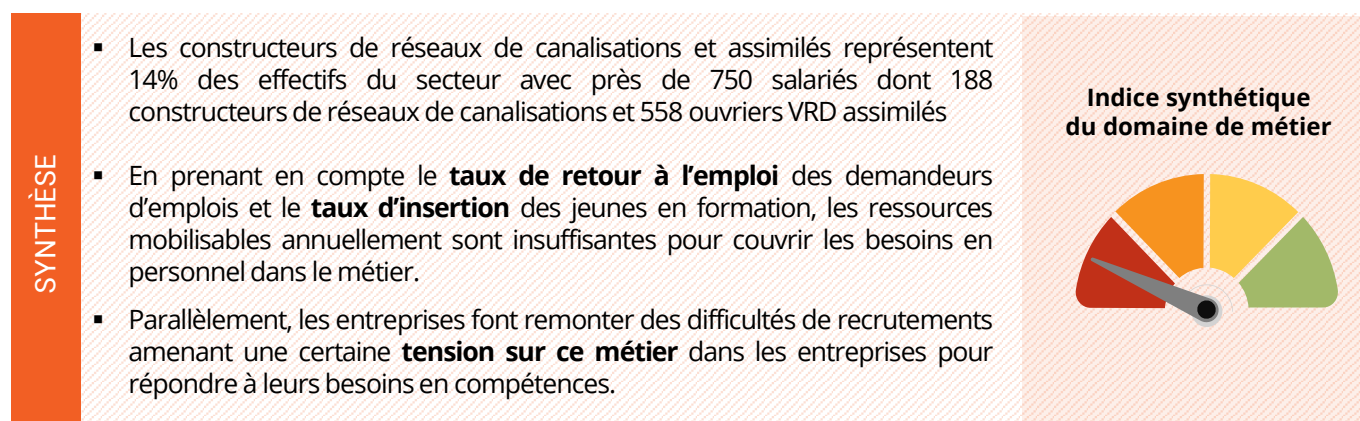 SYNTHÈSE
▪ Les constructeurs de réseaux de canalisations et assimilés représentent
14% des effectifs du secteur avec près de 750 salariés dont 188
constructeurs de réseaux de canalisations et 558 ouvriers VRD assimilés
▪ En prenant en compte le taux de retour à l’emploi des demandeurs
d’emplois et le taux d’insertion des jeunes en formation, les ressources
mobilisables annuellement sont insuffisantes pour couvrir les besoins en
personnel dans le métier.
▪ Parallèlement, les entreprises font remonter des difficultés de recrutements
amenant une certaine tension sur ce métier dans les entreprises pour
répondre à leurs besoins en compétences.
Indice synthétique
du domaine de métier